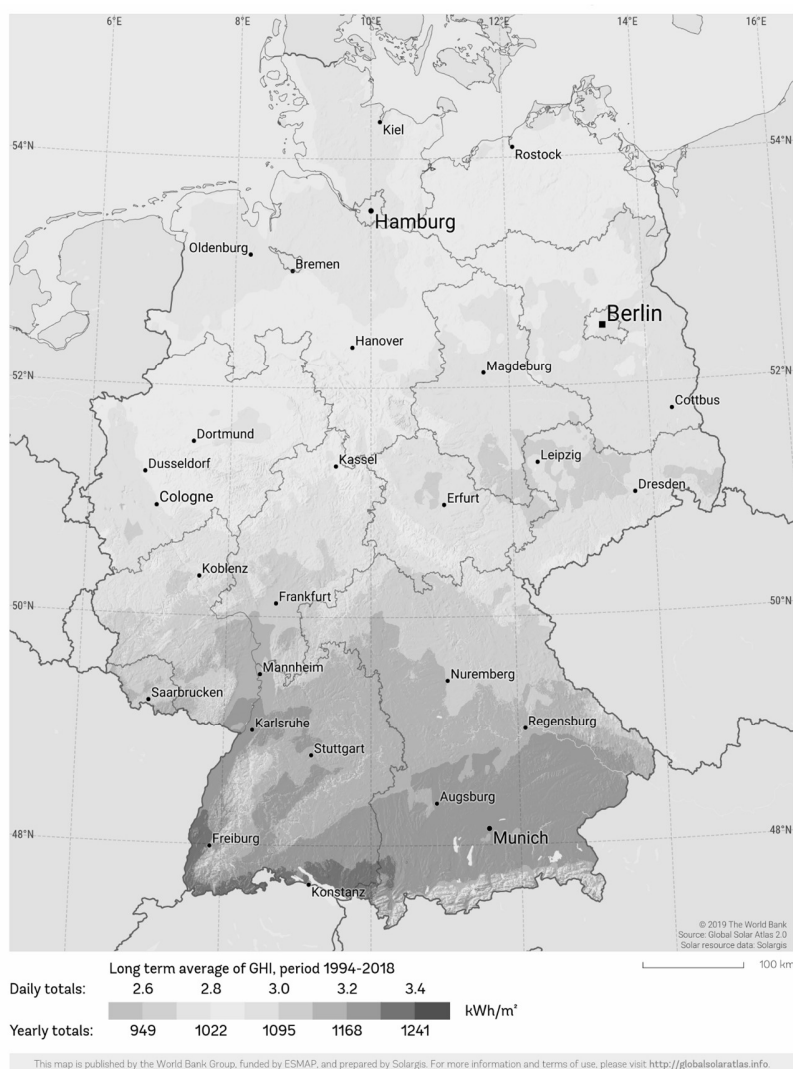 6°E 8°E 10°E 12°E 14°E 16°E
Kiel
54°N 54°N
Rostock
Hamburg
Oldenburg
Bremen
Berlin
Hanover
Magdeburg
52°N 52°N
Cottbus
Dortmund
Leipzig
Kassel
Dusseldorf
Dresden
Cologne
Erfurt
Koblenz
Frankfurt
50°N 50°N
Mannheim
Nuremberg
Saarbrucken
Karlsruhe
Regensburg
Stuttgart
Augsburg
48°N 48°N
Freiburg
Munich
Konstanz
© 2019 The World Bank
Source: Global Solar Atlas 2.0
Solar resource data: Solargis
Long term average of GHI, period 1994-2018
100 km
Daily totals: 2.6 2.8 3.0 3.2 3.4
kWh/m²
Yearly totals: 949 1022 1095 1168 1241
This map is published by the World Bank Group, funded by ESMAP, and prepared by Solargis. For more information and terms of use, please visit http://globalsolaratlas.info.